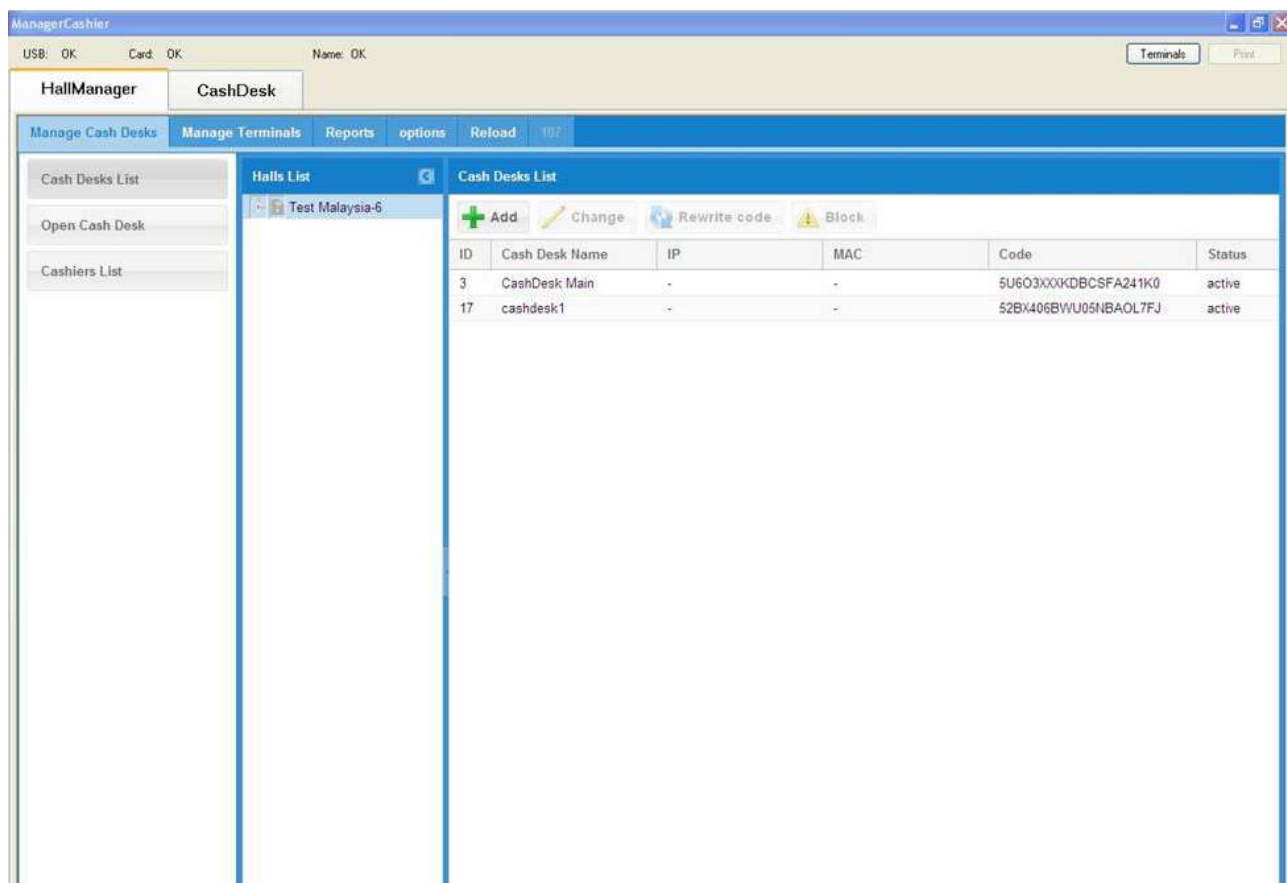 ManagerCashier
USB: OK Card: OK Name: OK Terminals Print
HallManager CashDesk
Manage Cash Desks Manage Terminals Reports options Reload 107
Cash Desks List Halls List Cash Desks List
Test Malaysia-6
Add Change Rewrite code Block
Open Cash Desk
ID Cash Desk Name IP MAC Code Status
Cashiers List
3 CashDesk Main - - 5U6O3XXXKDBCSFA241K0 active
17 cashdesk1 - - 52BX406BWU05NBAOL7FJ active